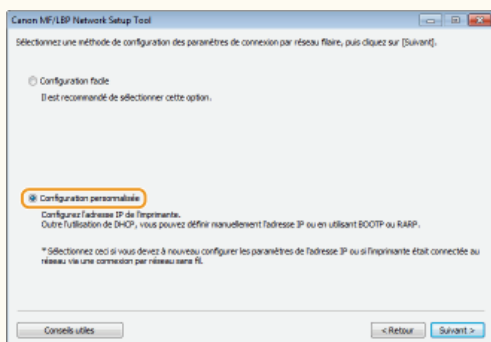 Canon MF/LBP Network Setup Tool
Sélectionnez une méthode de configuration des paramètres de connexion par réseau filaire, puis cliquez sur [Suivant].
Configuration facile
Il est recommandé de sélectionner cette option.
Configuration personnalisée
Configurez l'adresse IP de l'imprimante.
Outre l'utilisation de DHCP, vous pouvez définir manuellement l'adresse IP ou en utilisant BOOTP ou RARP.
* Sélectionnez ceci si vous devez à nouveau configurer les paramètres de l'adresse IP ou si l'imprimante était connectée au
réseau via une connexion par réseau sans fil.
Conseils utiles
< Retour
Suivant >